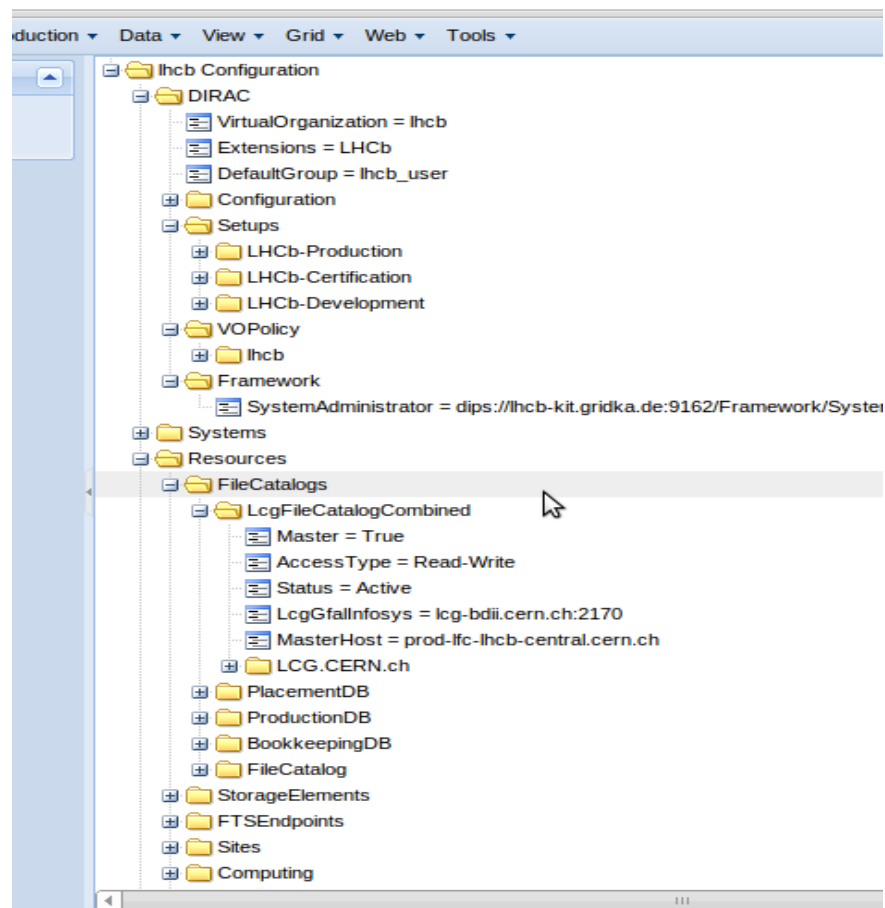 duction Data View Grid Web Tools
lhcb Configuration
DIRAC
VirtualOrganization = lhcb
Extensions = LHCb
DefaultGroup = lhcb_user
Configuration
Setups
LHCb-Production
LHCb-Certification
LHCb-Development
VOPolicy
lhcb
Framework
SystemAdministrator = dips://lhcb-kit.gridka.de:9162/Framework/System
Systems
Resources
FileCatalogs
LcgFileCatalogCombined
Master = True
AccessType = Read-Write
Status = Active
LcgGfalInfosys = lcg-bdii.cern.ch:2170
MasterHost = prod-lfc-lhcb-central.cern.ch
LCG.CERN.ch
PlacementDB
ProductionDB
BookkeepingDB
FileCatalog
StorageElements
FTSEndpoints
Sites
Computing